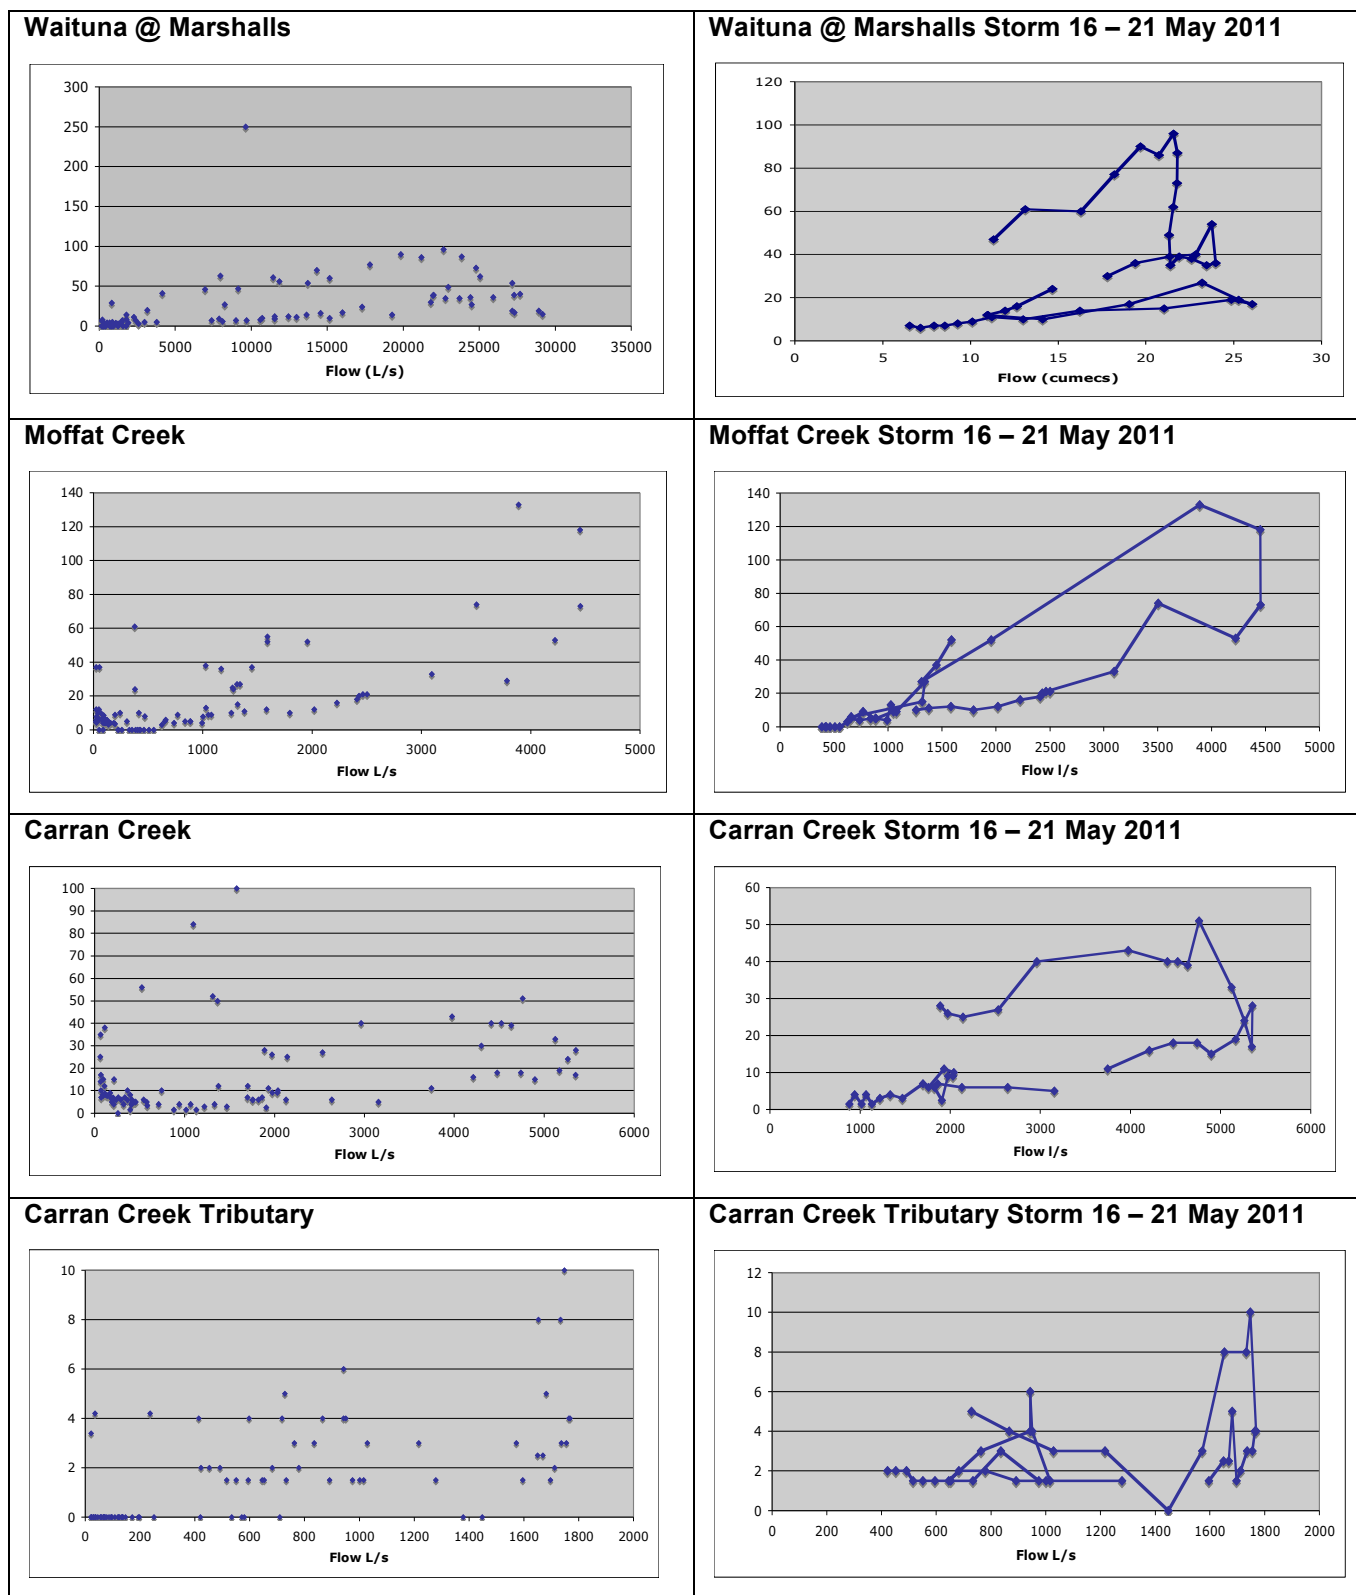 Waituna @ Marshalls
300
250
200
150
100
50
0
0 5000 10000 15000 20000 25000 30000 35000
Flow (L/s)
Waituna @ Marshalls Storm 16 – 21 May 2011
120
100
80
60
40
20
0
0 5 10 15 20 25 30
Flow (cumecs)
Moffat Creek
140
120
100
80
60
40
20
0
0 1000 2000 3000 4000 5000
Flow L/s
Moffat Creek Storm 16 – 21 May 2011
140
120
100
80
60
40
20
0
0 500 1000 1500 2000 2500 3000 3500 4000 4500 5000
Flow l/s
Carran Creek
100
90
80
70
60
50
40
30
20
10
0
0 1000 2000 3000 4000 5000 6000
Flow L/s
Carran Creek Storm 16 – 21 May 2011
60
50
40
30
20
10
0
0 1000 2000 3000 4000 5000 6000
Flow l/s
Carran Creek Tributary
10
8
6
4
2
0
0 200 400 600 800 1000 1200 1400 1600 1800 2000
Flow L/s
Carran Creek Tributary Storm 16 – 21 May 2011
12
10
8
6
4
2
0
0 200 400 600 800 1000 1200 1400 1600 1800 2000
Flow L/s